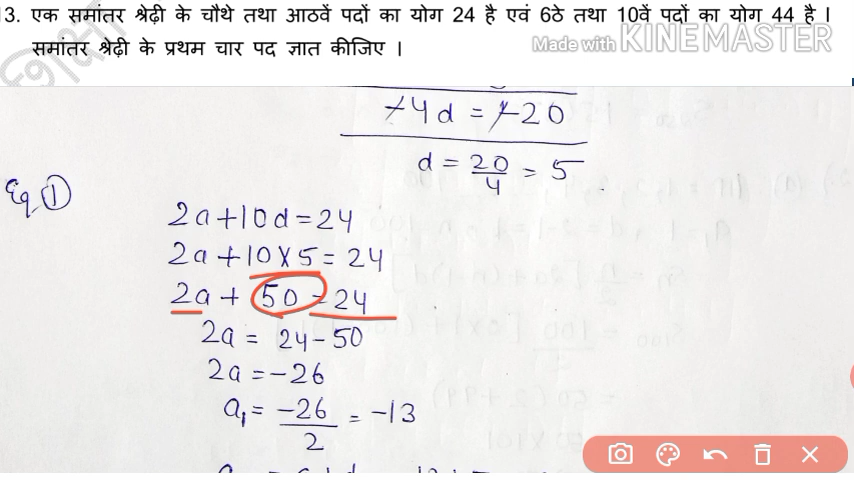 3. एक समांतर श्रेढ़ी के चौथे तथा आठवें पदों का योग 24 है एवं 6ठे तथा 10वें पदों का योग 44 है।
समांतर श्रेढ़ी के प्रथम चार पद ज्ञात कीजिए ।
Made with KINEMASTER
-4d = -20
d = 20/4 = 5
Eq ①
2a+10d=24
2a+10×5=24
2a+50=24
2a = 24-50
2a = -26
a₁ = -26/2 = -13